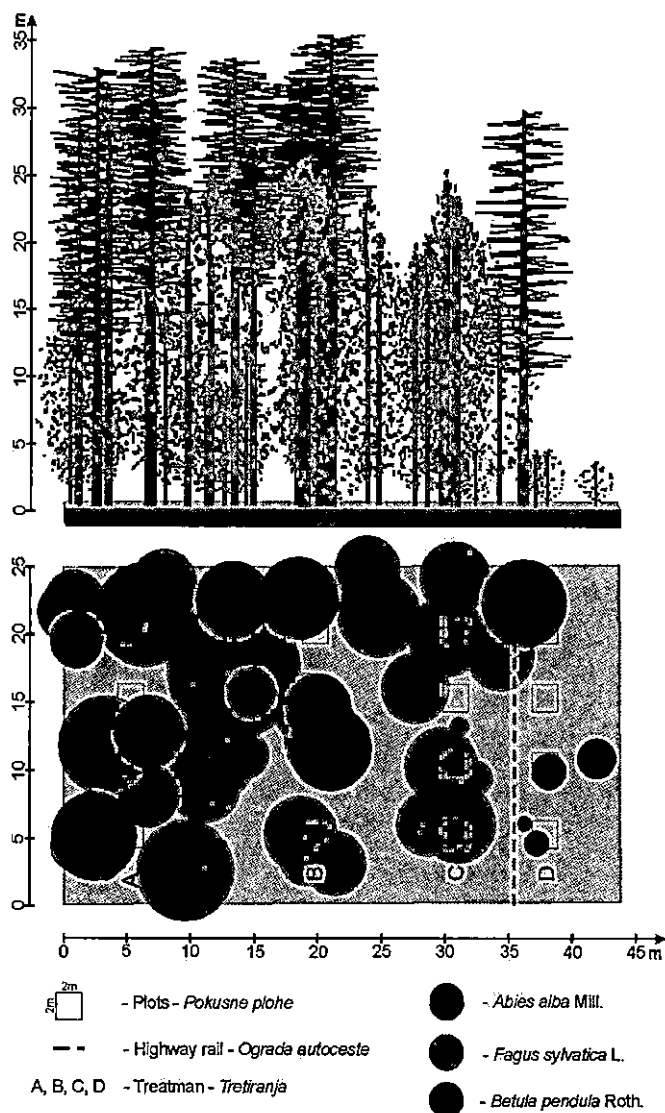 m
35
30
25
20
15
10
5
0
25
20
15
10
5
0
A B C D
0 5 10 15 20 25 30 35 40 45 m
2m
2m - Plots - Pokusne plohe
- Highway rail - Ograda autoceste
A, B, C, D - Treatman - Tretiranja
- Abies alba Mill.
- Fagus sylvatica L.
- Betula pendula Roth.